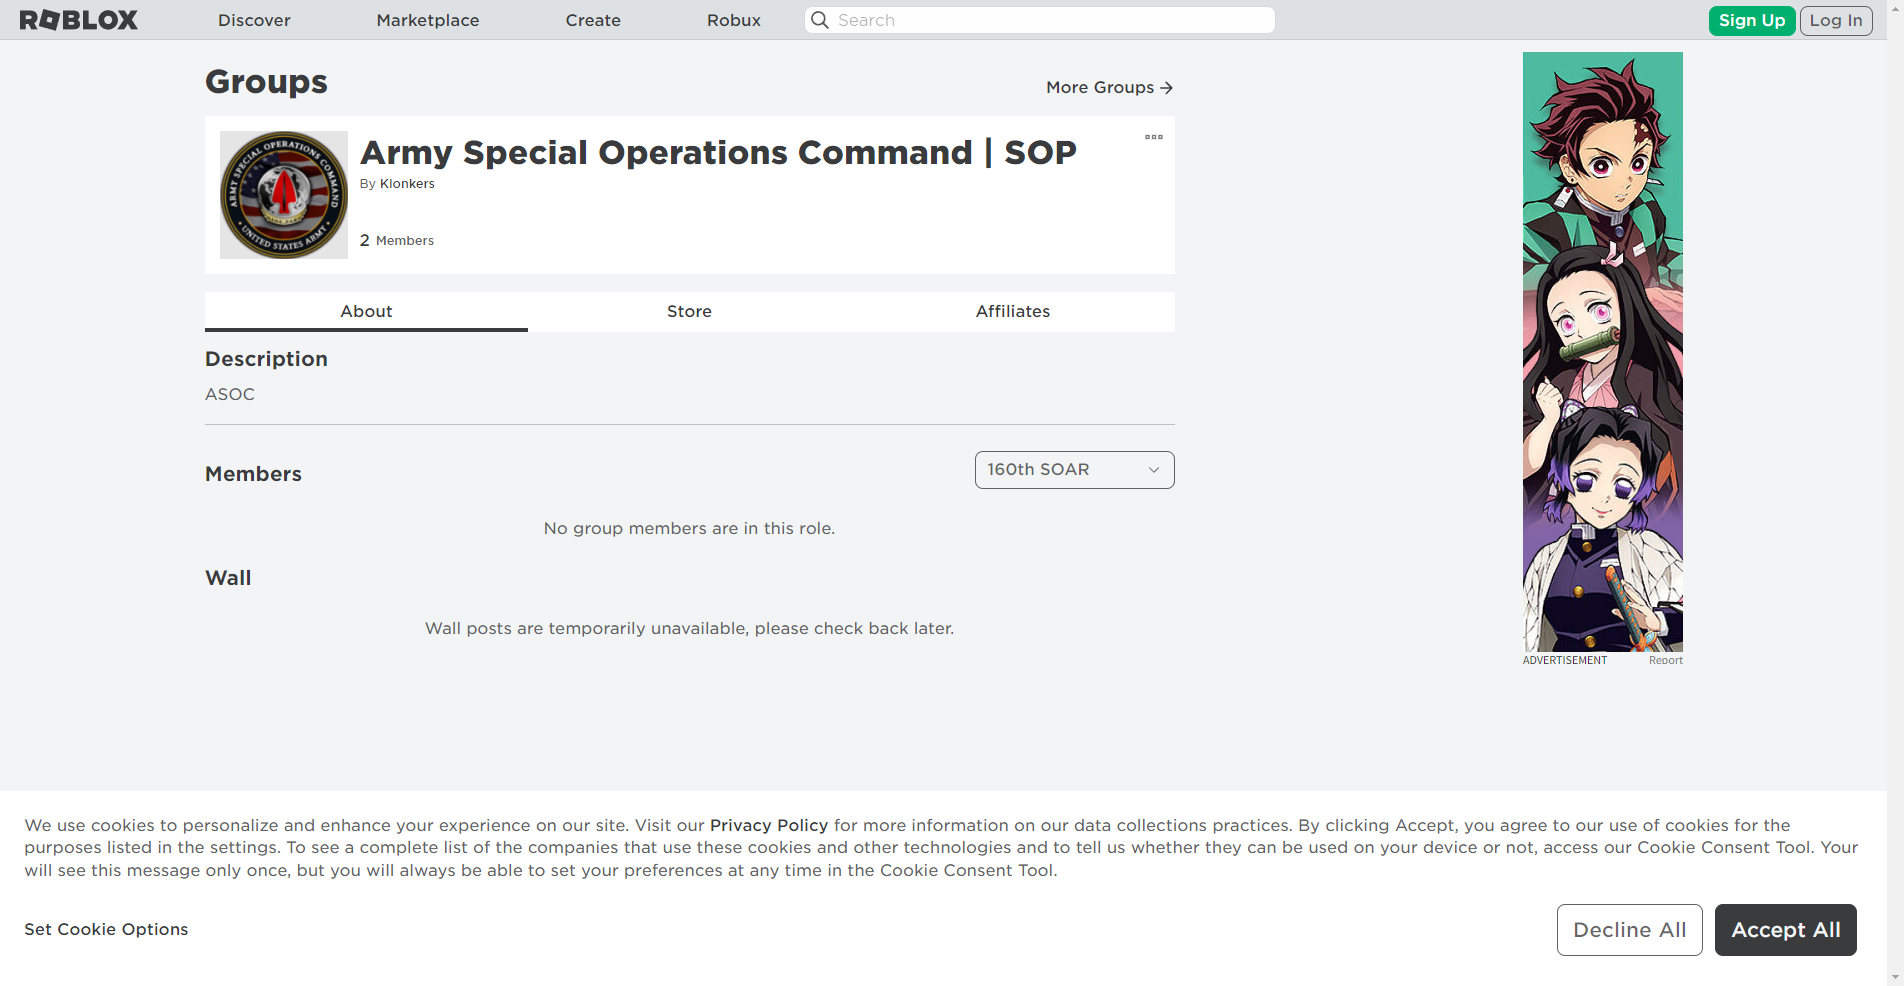 ROBLOX Discover Marketplace Create Robux Search Sign Up Log In
Groups
More Groups
ARMY SPECIAL OPERATIONS COMMAND
UNITED STATES ARMY
Army Special Operations Command | SOP
By Klonkers
2 Members
About Store Affiliates
Description
ASOC
Members
160th SOAR
No group members are in this role.
Wall
Wall posts are temporarily unavailable, please check back later.
ADVERTISEMENT Report
We use cookies to personalize and enhance your experience on our site. Visit our Privacy Policy for more information on our data collections practices. By clicking Accept, you agree to our use of cookies for the
purposes listed in the settings. To see a complete list of the companies that use these cookies and other technologies and to tell us whether they can be used on your device or not, access our Cookie Consent Tool. Your
will see this message only once, but you will always be able to set your preferences at any time in the Cookie Consent Tool.
Set Cookie Options
Decline All
Accept All